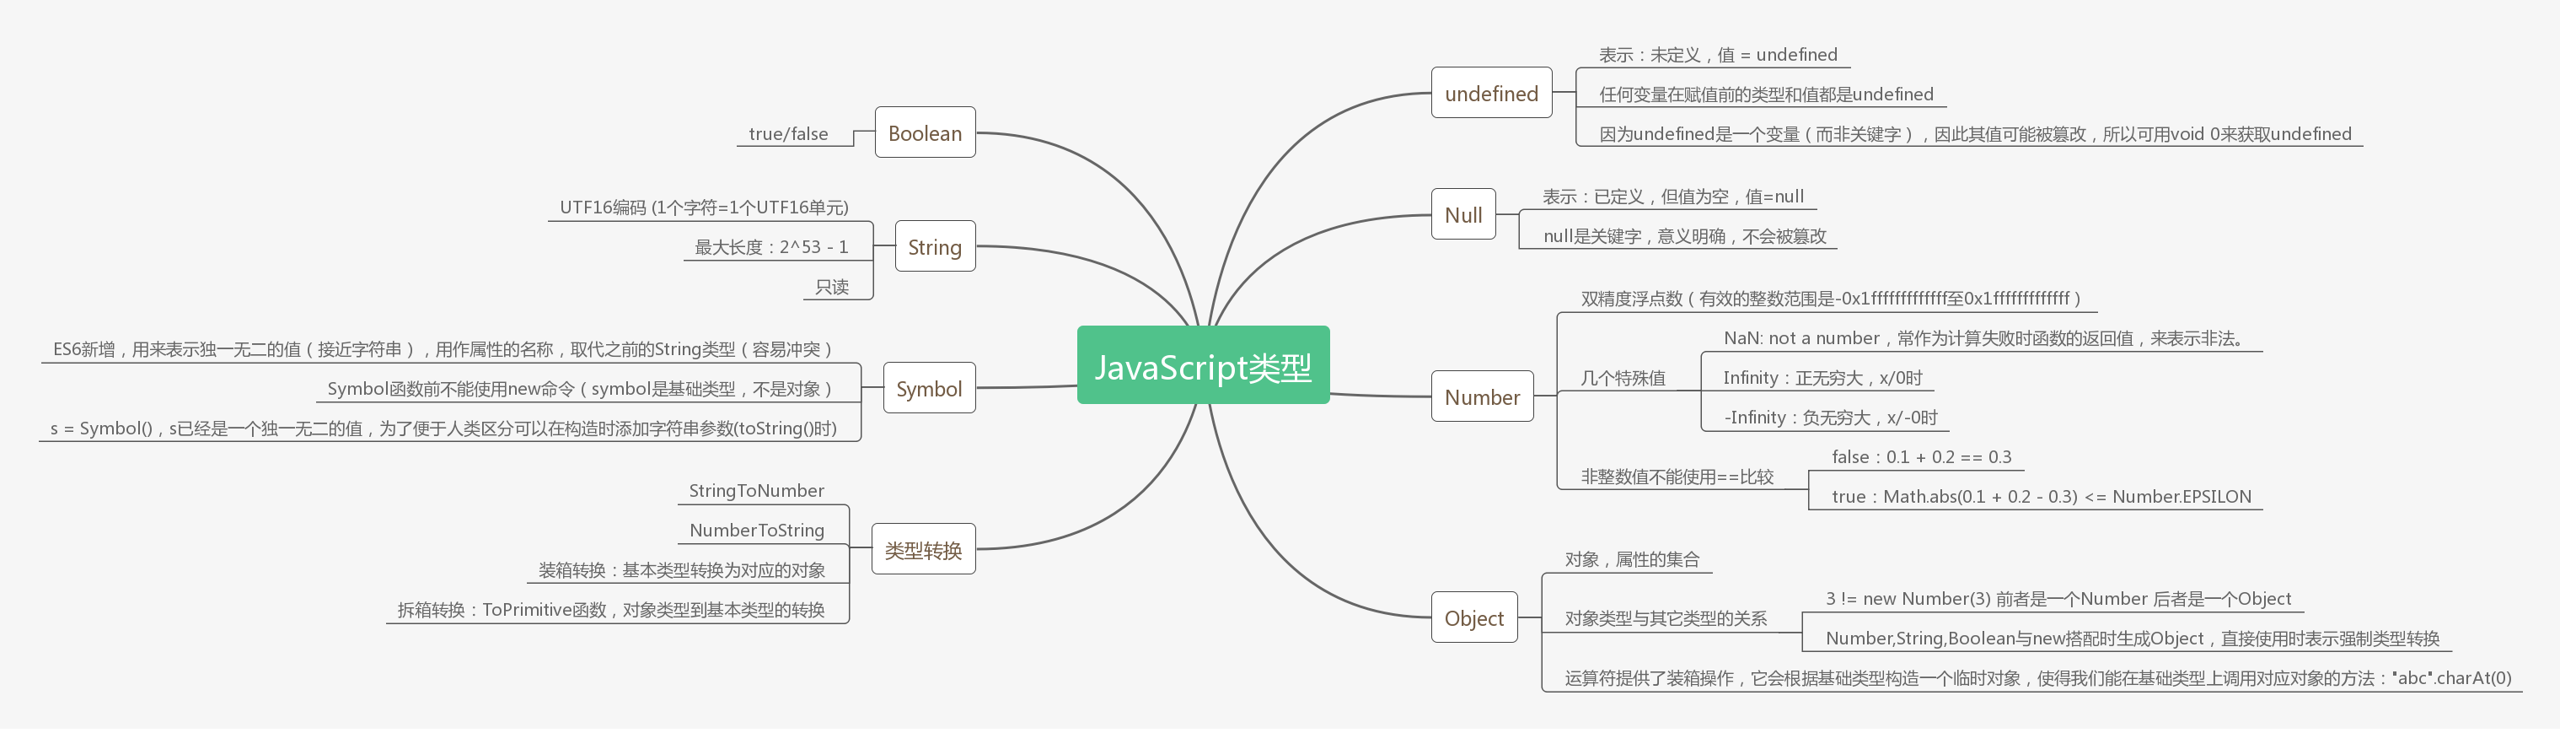 JavaScript类型
undefined
表示：未定义，值 = undefined
任何变量在赋值前的类型和值都是undefined
因为undefined是一个变量（而非关键字），因此其值可能被篡改，所以可用void 0来获取undefined
Null
表示：已定义，但值为空，值=null
null是关键字，意义明确，不会被篡改
Number
双精度浮点数（有效的整数范围是-0x1fffffffffffff至0x1fffffffffffff）
几个特殊值
NaN: not a number，常作为计算失败时函数的返回值，来表示非法。
Infinity：正无穷大，x/0时
-Infinity：负无穷大，x/-0时
非整数值不能使用==比较
false：0.1 + 0.2 == 0.3
true：Math.abs(0.1 + 0.2 - 0.3) <= Number.EPSILON
Object
对象，属性的集合
对象类型与其它类型的关系
3 != new Number(3) 前者是一个Number 后者是一个Object
Number,String,Boolean与new搭配时生成Object，直接使用时表示强制类型转换
运算符提供了装箱操作，它会根据基础类型构造一个临时对象，使得我们能在基础类型上调用对应对象的方法："abc".charAt(0)
Boolean
true/false
String
UTF16编码 (1个字符=1个UTF16单元)
最大长度：2^53 - 1
只读
Symbol
ES6新增，用来表示独一无二的值（接近字符串），用作属性的名称，取代之前的String类型（容易冲突）
Symbol函数前不能使用new命令（symbol是基础类型，不是对象）
s = Symbol()，s已经是一个独一无二的值，为了便于人类区分可以在构造时添加字符串参数(toString()时)
类型转换
StringToNumber
NumberToString
装箱转换：基本类型转换为对应的对象
拆箱转换：ToPrimitive函数，对象类型到基本类型的转换